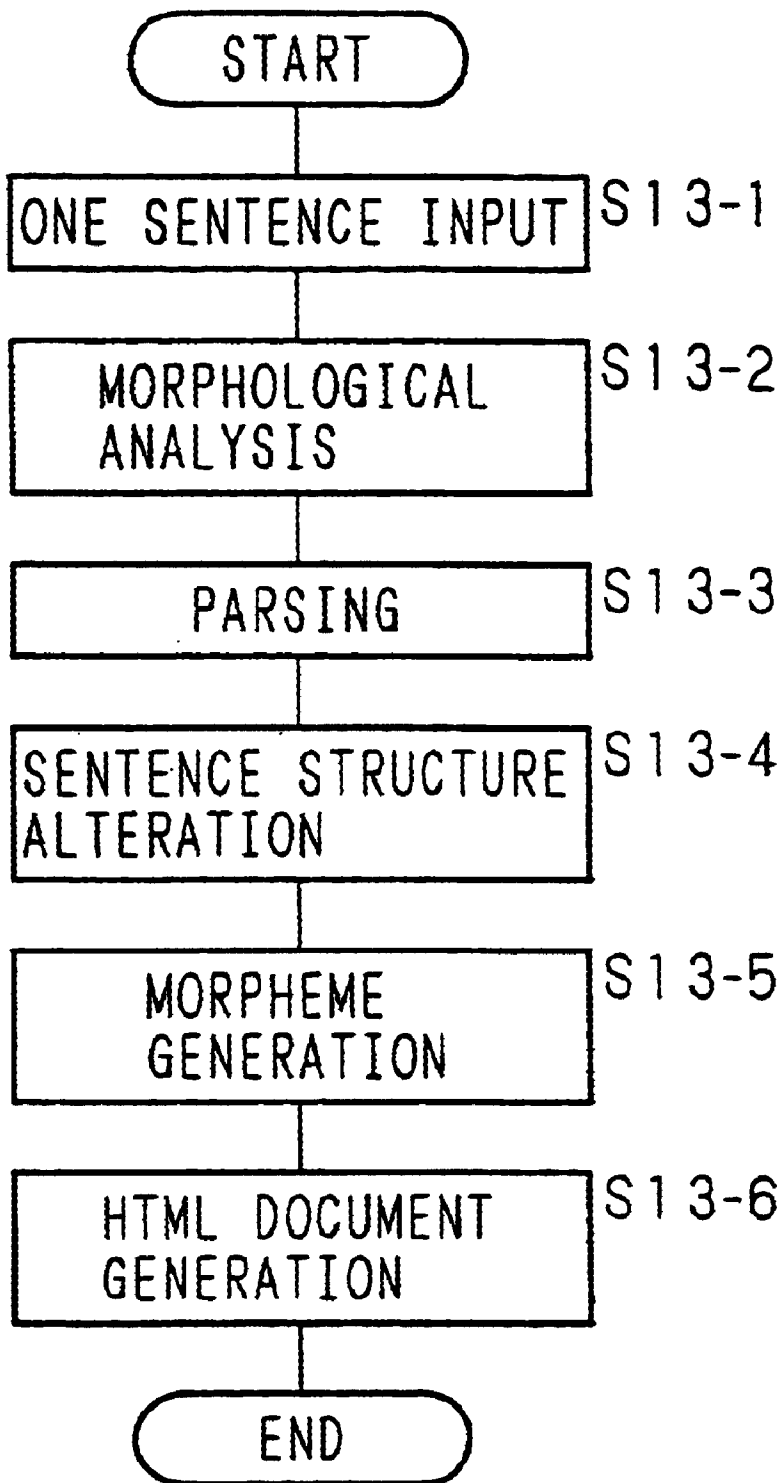 START
ONE SENTENCE INPUT S13-1
MORPHOLOGICAL S13-2
ANALYSIS
PARSING S13-3
SENTENCE STRUCTURE S13-4
ALTERATION
MORPHEME S13-5
GENERATION
HTML DOCUMENT S13-6
GENERATION
END